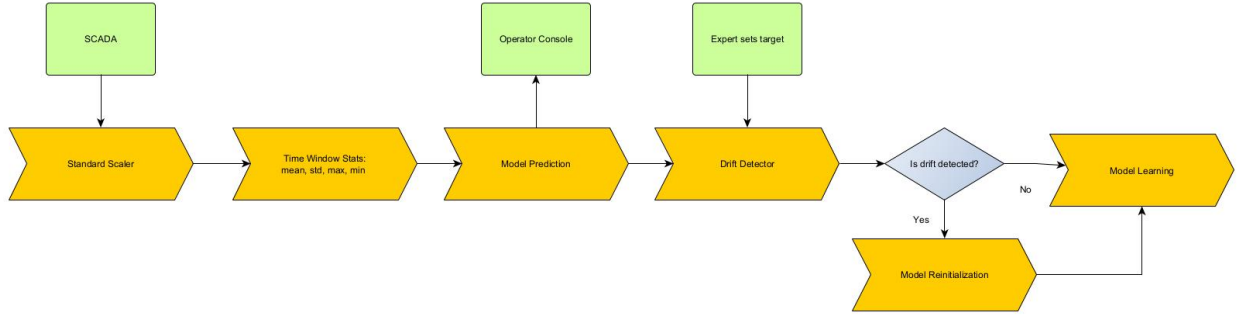 SCADA
Operator Console
Expert sets target
Standard Scaler
Time Window Stats:
mean, std, max, min
Model Prediction
Drift Detector
Is drift detected?
No
Model Learning
Yes
Model Reinitialization